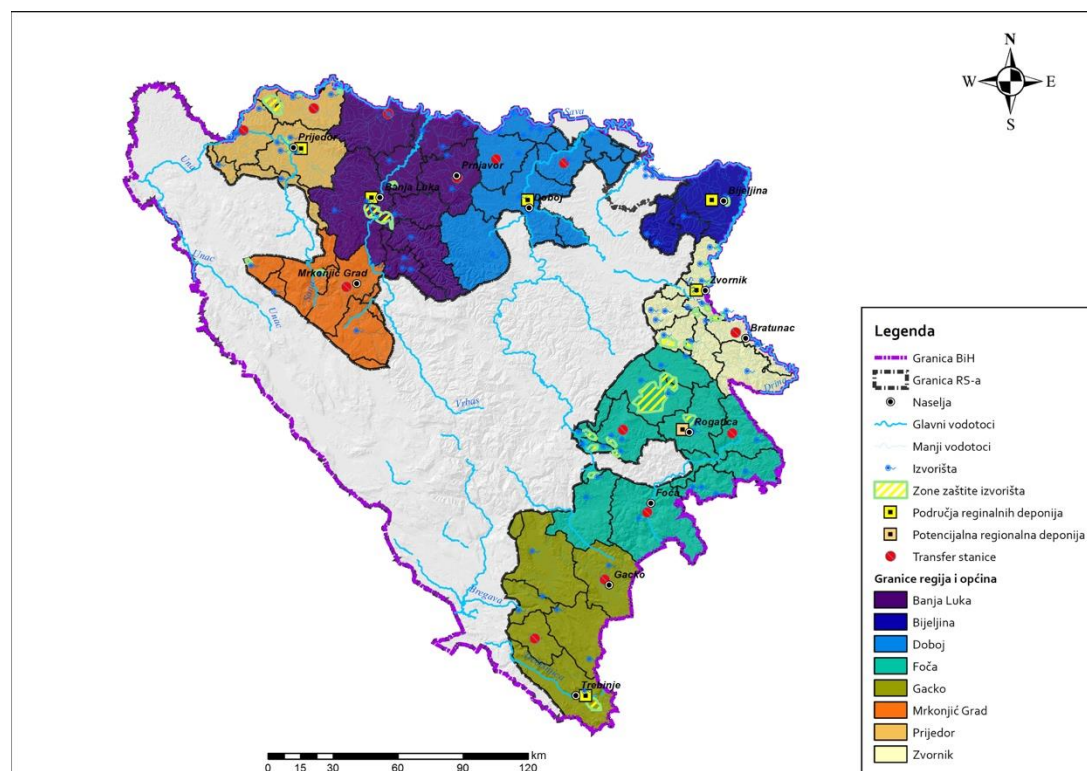 N
W E
S
Sava
Prijedor
Una
Prnjavor
Banja Luka
Doboj
Bijeljina
Unac
Mrkonjić Grad
Unac
Zvornik
Bratunac
Drina
Vrbas
Rogatica
Foča
Gacko
Bregava
Trebinje
Legenda
Granica BiH
Granica RS-a
Naselja
Glavni vodotoci
Manji vodotoci
Izvorišta
Zone zaštite izvorišta
Područja reginalnih deponija
Potencijalna regionalna deponija
Transfer stanice
Granice regija i općina
Banja Luka
Bijeljina
Doboj
Foča
Gacko
Mrkonjić Grad
Prijedor
Zvornik
km
0 15 30 60 90 120